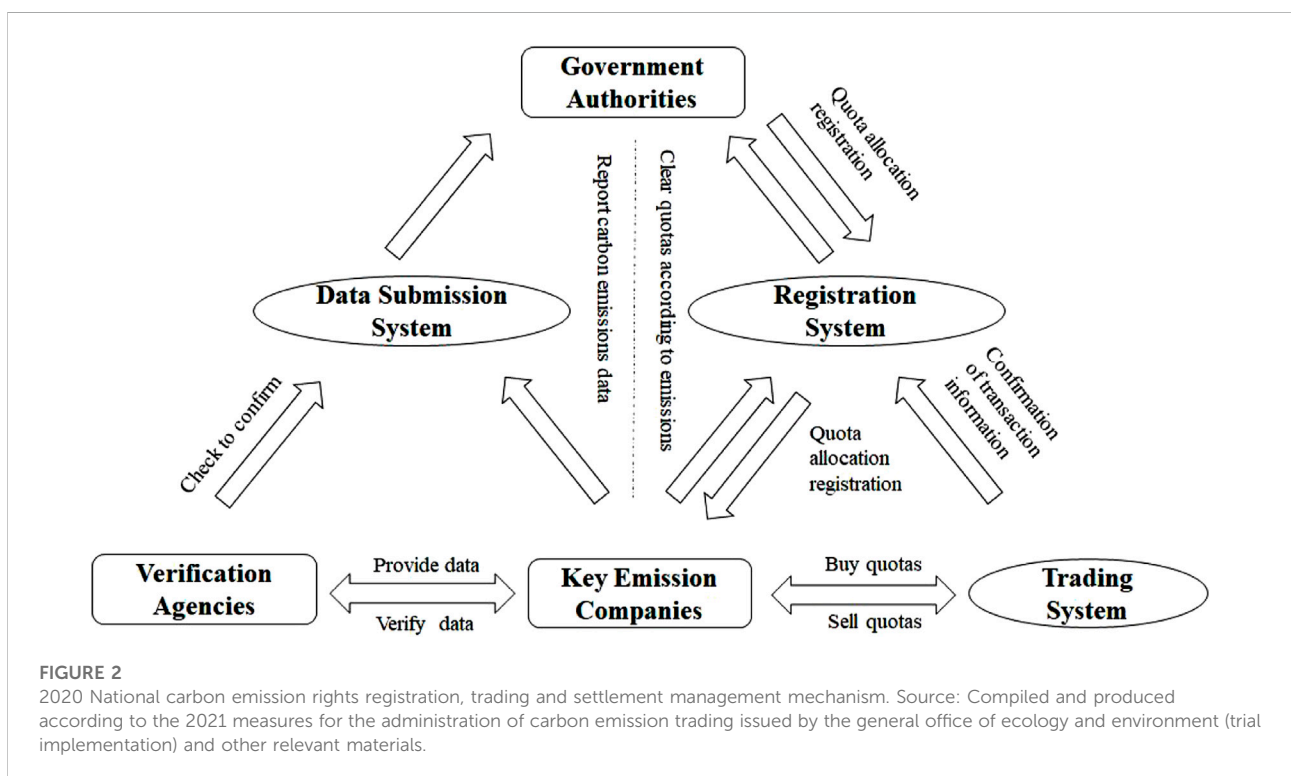 Government
Authorities
Quota allocation
registration
Report carbon emissions data
Clear quotas according to emissions
Data Submission
System
Registration
System
Check to confirm
Confirmation
of transaction
information
Quota
allocation
registration
Verification
Agencies
Provide data
Verify data
Key Emission
Companies
Buy quotas
Sell quotas
Trading
System
FIGURE 2
2020 National carbon emission rights registration, trading and settlement management mechanism. Source: Compiled and produced
according to the 2021 measures for the administration of carbon emission trading issued by the general office of ecology and environment (trial
implementation) and other relevant materials.